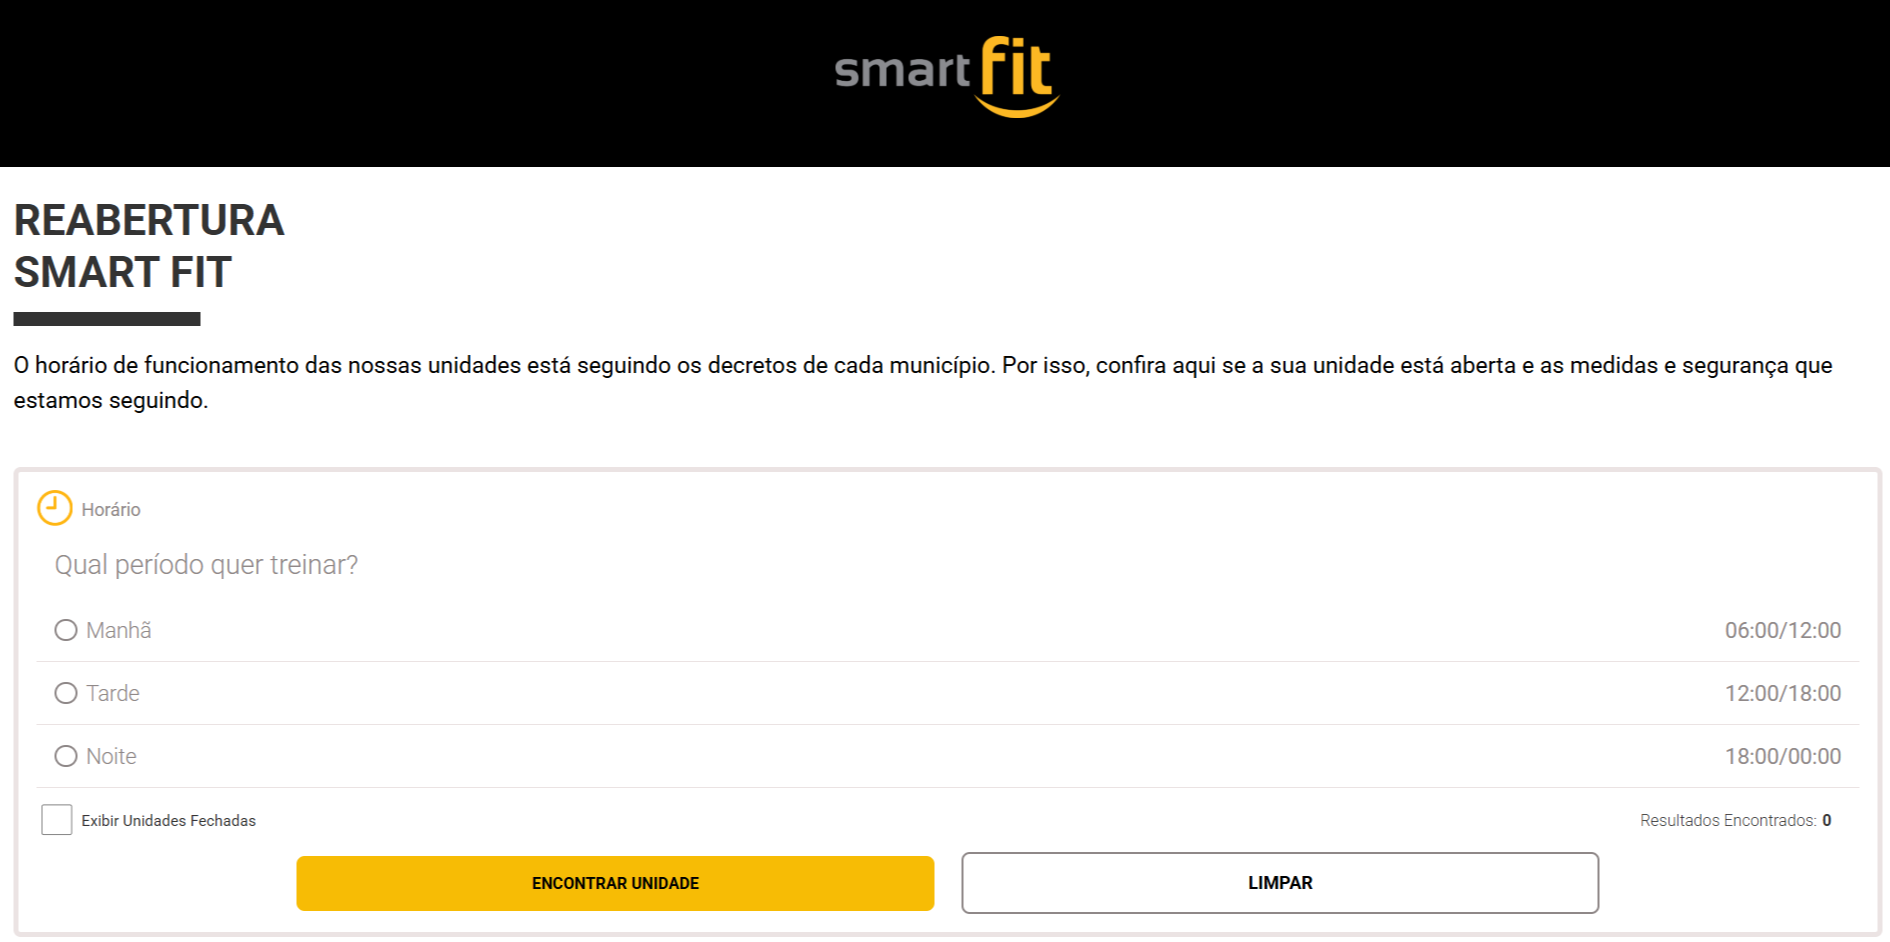 smart fit
REABERTURA
SMART FIT
O horário de funcionamento das nossas unidades está seguindo os decretos de cada município. Por isso, confira aqui se a sua unidade está aberta e as medidas e segurança que
estamos seguindo.
Horário
Qual período quer treinar?
Manhã 06:00/12:00
Tarde 12:00/18:00
Noite 18:00/00:00
Exibir Unidades Fechadas Resultados Encontrados: 0
ENCONTRAR UNIDADE LIMPAR